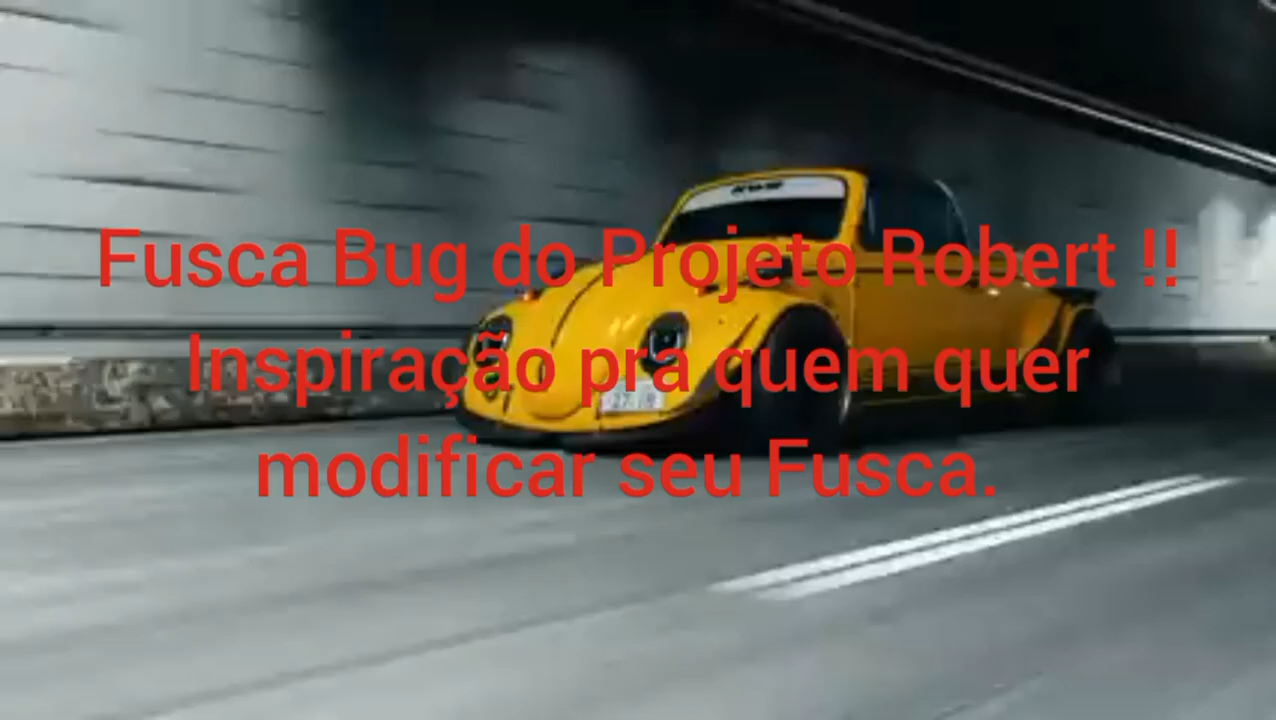 Fusca Bug do Projeto Robert !!
Inspiração pra quem quer
modificar seu Fusca.